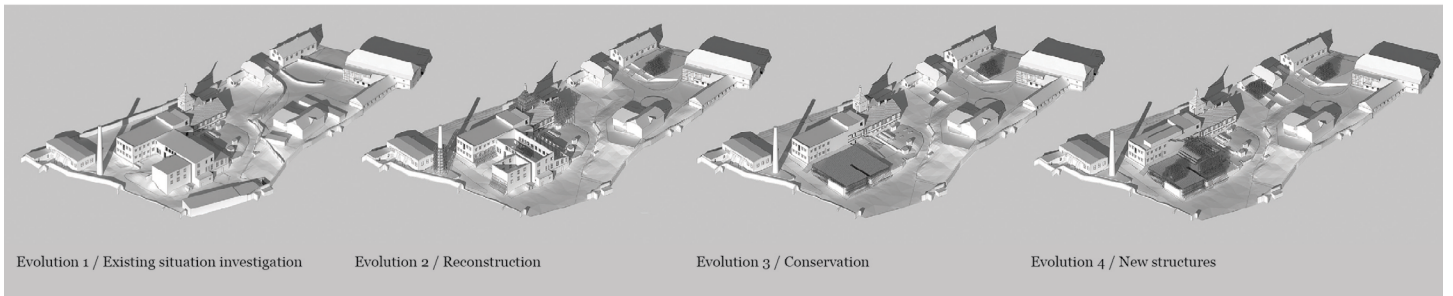 Evolution 1 / Existing situation investigation
Evolution 2 / Reconstruction
Evolution 3 / Conservation
Evolution 4 / New structures